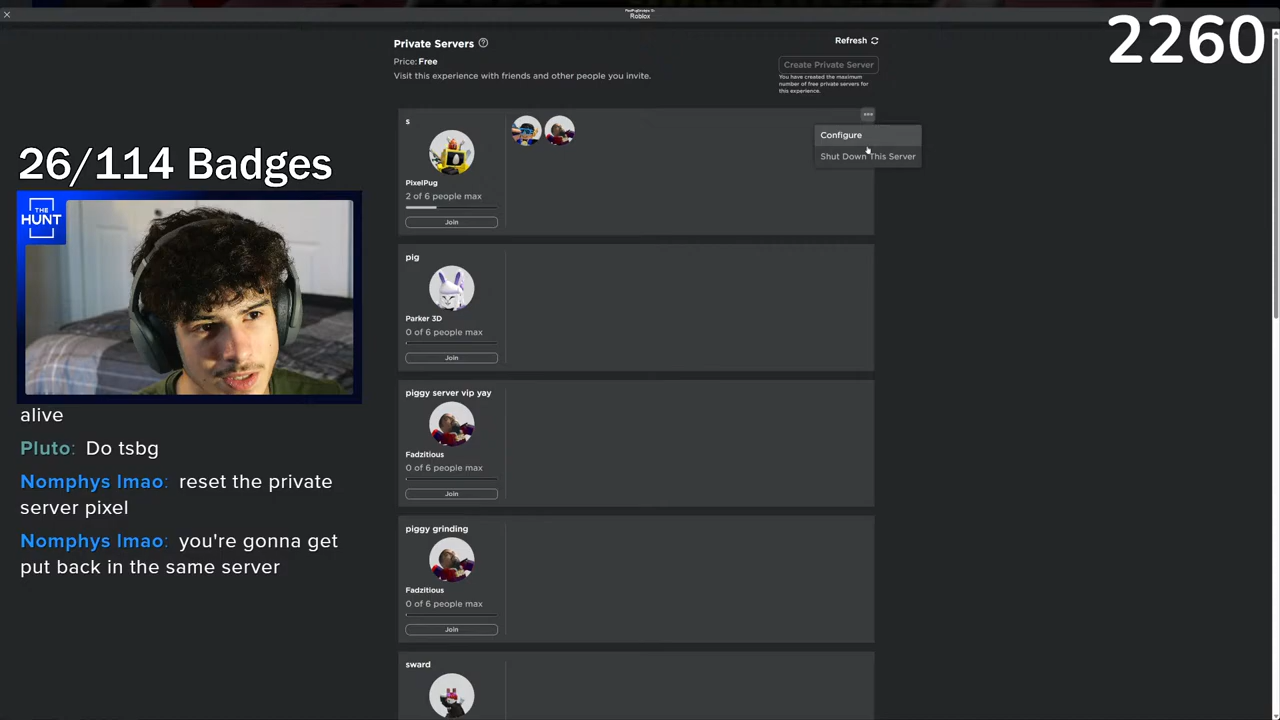 Roblox
2260
Private Servers
Refresh
Price: Free
Create Private Server
Visit this experience with friends and other people you invite.
You have created the maximum
number of free private servers for
this experience.
s
Configure
Shut Down This Server
PixelPug
2 of 6 people max
Join
26/114 Badges
THE
HUNT
pig
Parker 3D
0 of 6 people max
Join
piggy server vip yay
Fadzitious
0 of 6 people max
Join
piggy grinding
Fadzitious
0 of 6 people max
Join
sward
alive
Pluto: Do tsbg
Nomphys lmao: reset the private
server pixel
Nomphys lmao: you're gonna get
put back in the same server